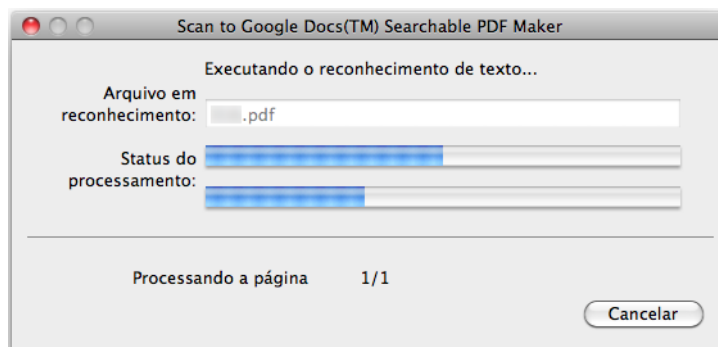 Scan to Google Docs(TM) Searchable PDF Maker
Executando o reconhecimento de texto...
Arquivo em
reconhecimento:
.pdf
Status do
processamento:
Processando a página 1/1
Cancelar